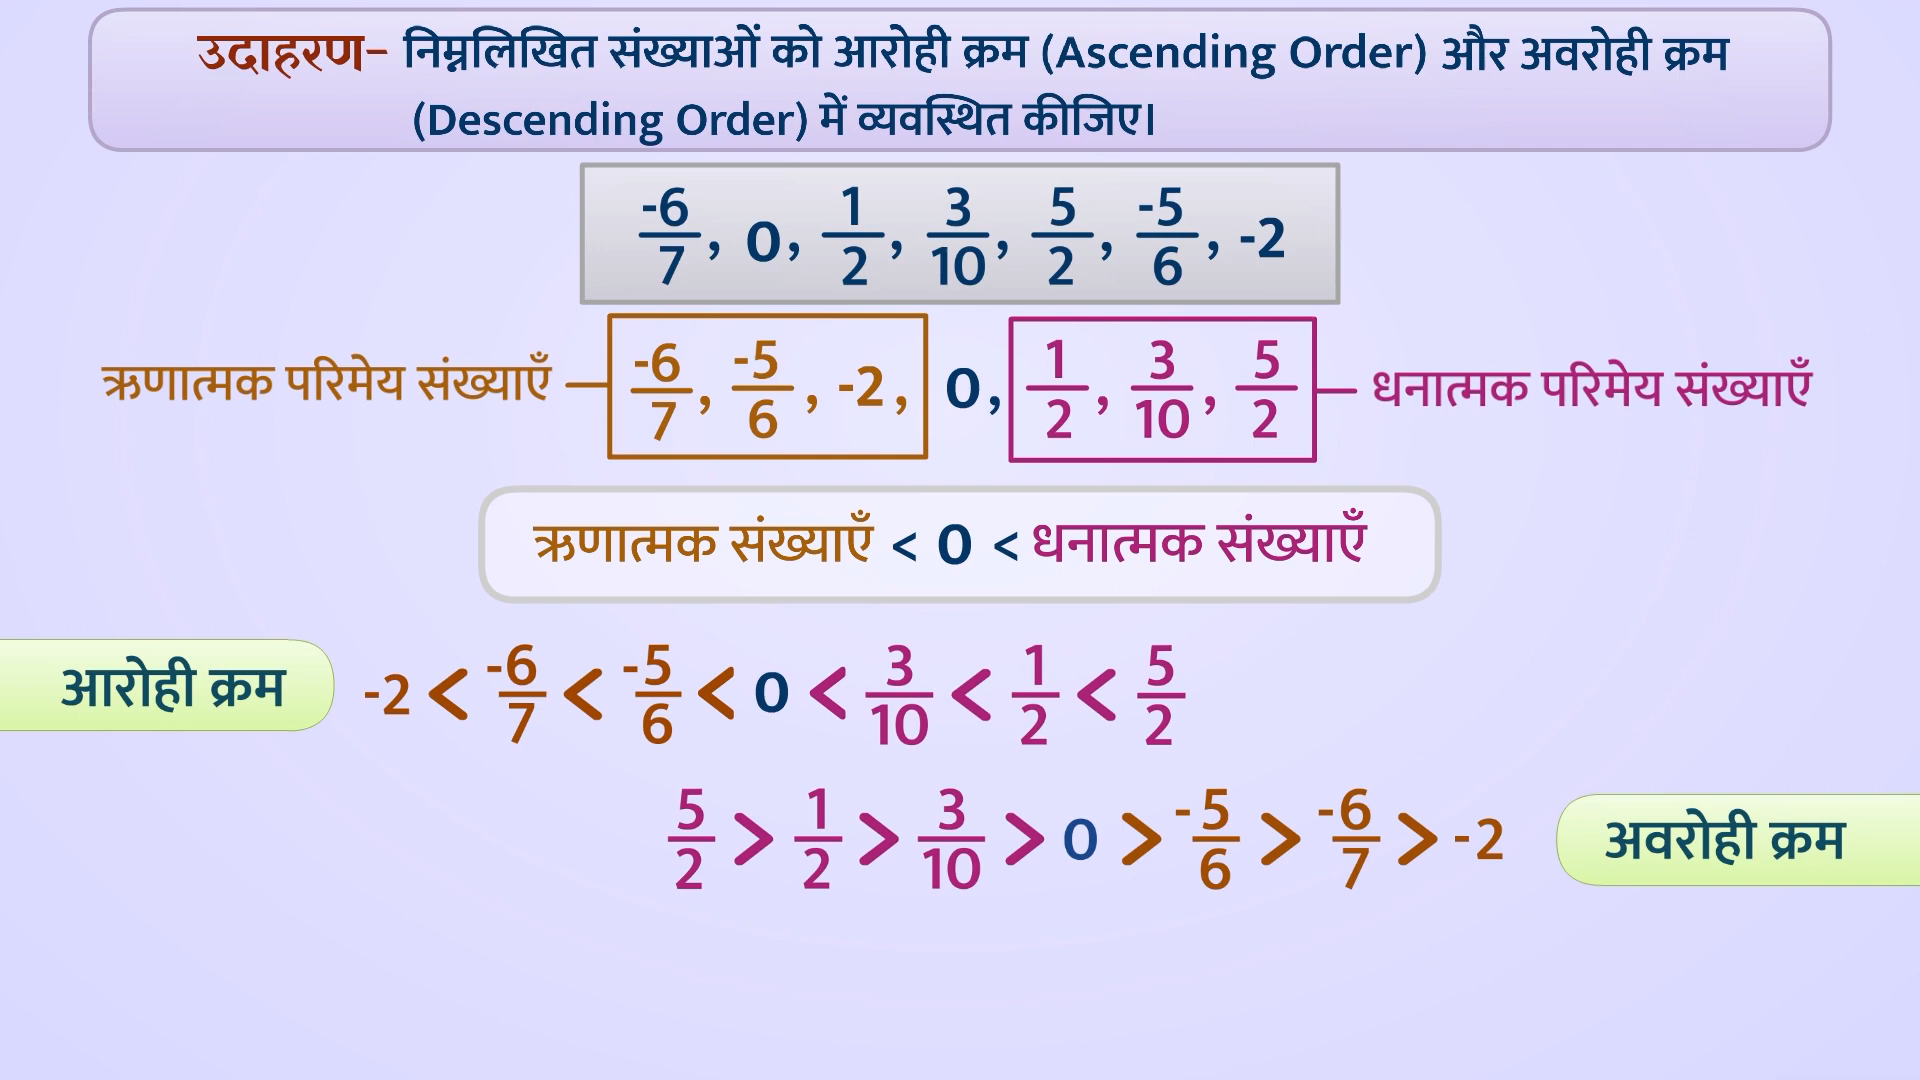 उदाहरण– निम्नलिखित संख्याओं को आरोही क्रम (Ascending Order) और अवरोही क्रम
(Descending Order) में व्यवस्थित कीजिए।
-6/7, 0, 1/2, 3/10, 5/2, -5/6, -2
ऋणात्मक परिमेय संख्याएँ -6/7, -5/6, -2, 0, 1/2, 3/10, 5/2 धनात्मक परिमेय संख्याएँ
ऋणात्मक संख्याएँ < 0 < धनात्मक संख्याएँ
आरोही क्रम -2 < -6/7 < -5/6 < 0 < 3/10 < 1/2 < 5/2
5/2 > 1/2 > 3/10 > 0 > -5/6 > -6/7 > -2 अवरोही क्रम